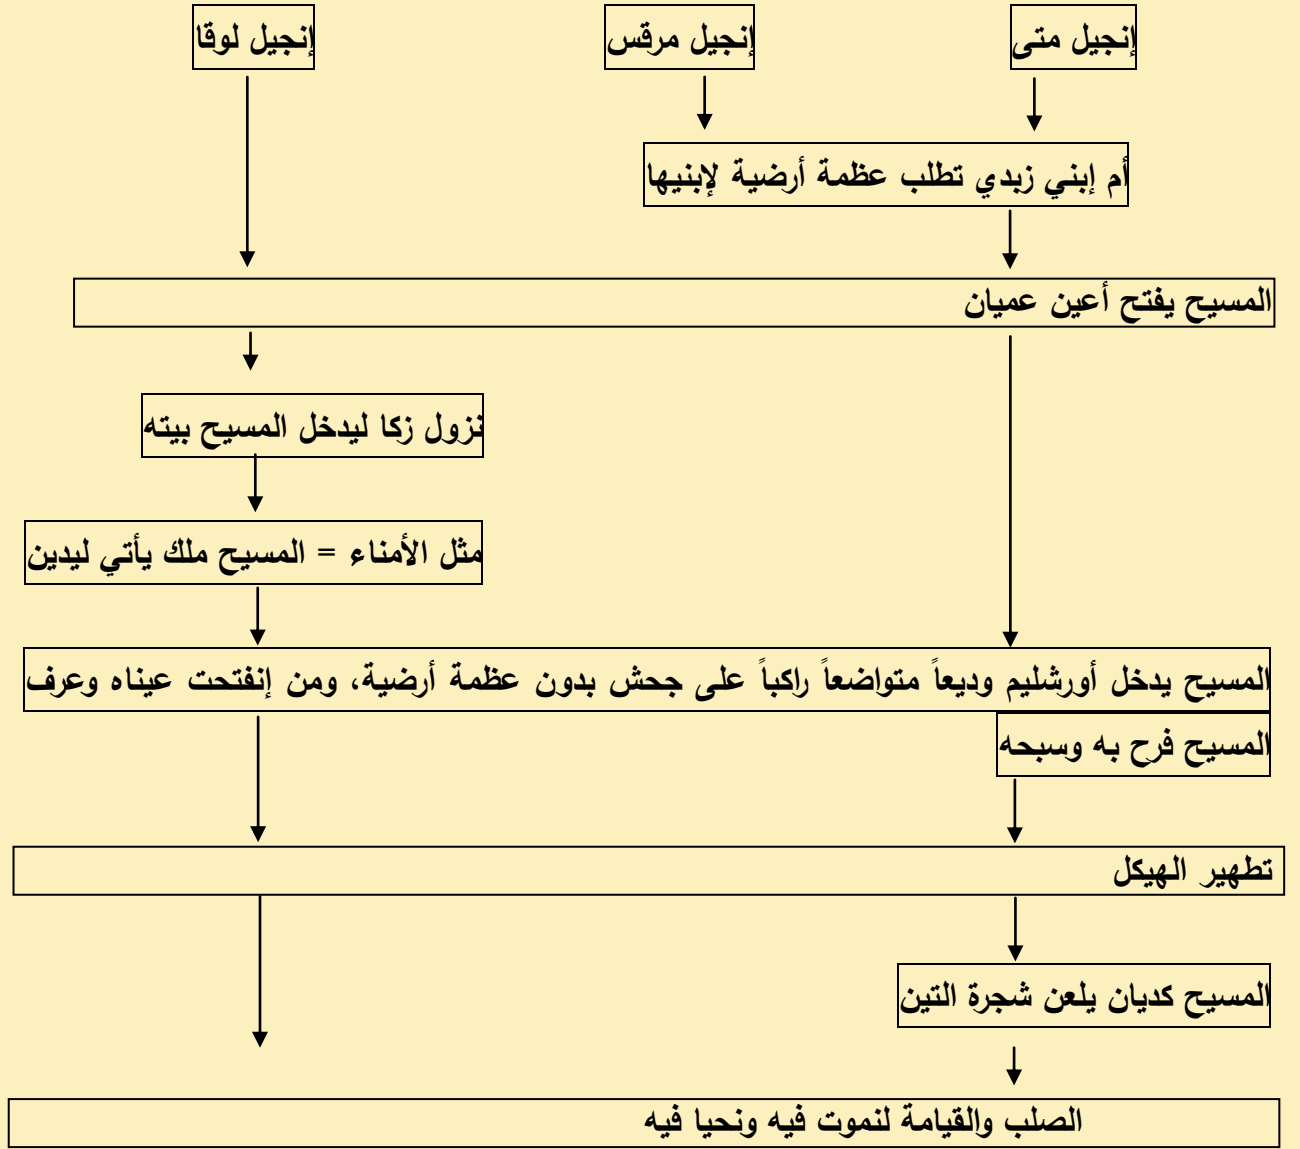 إنجيل متى
إنجيل مرقس
إنجيل لوقا
أم إبني زبدي تطلب عظمة أرضية لإبنيها
المسيح يفتح أعين عميان
نزول زكا ليدخل المسيح بيته
مثل الأمناء = المسيح ملك يأتي ليدين
المسيح يدخل أورشليم وديعاً متواضعاً راكباً على جحش بدون عظمة أرضية، ومن إنفتحت عيناه وعرف
المسيح فرح به وسبحه
تطهير الهيكل
المسيح كديان يلعن شجرة التين
الصلب والقيامة لنموت فيه ونحيا فيه